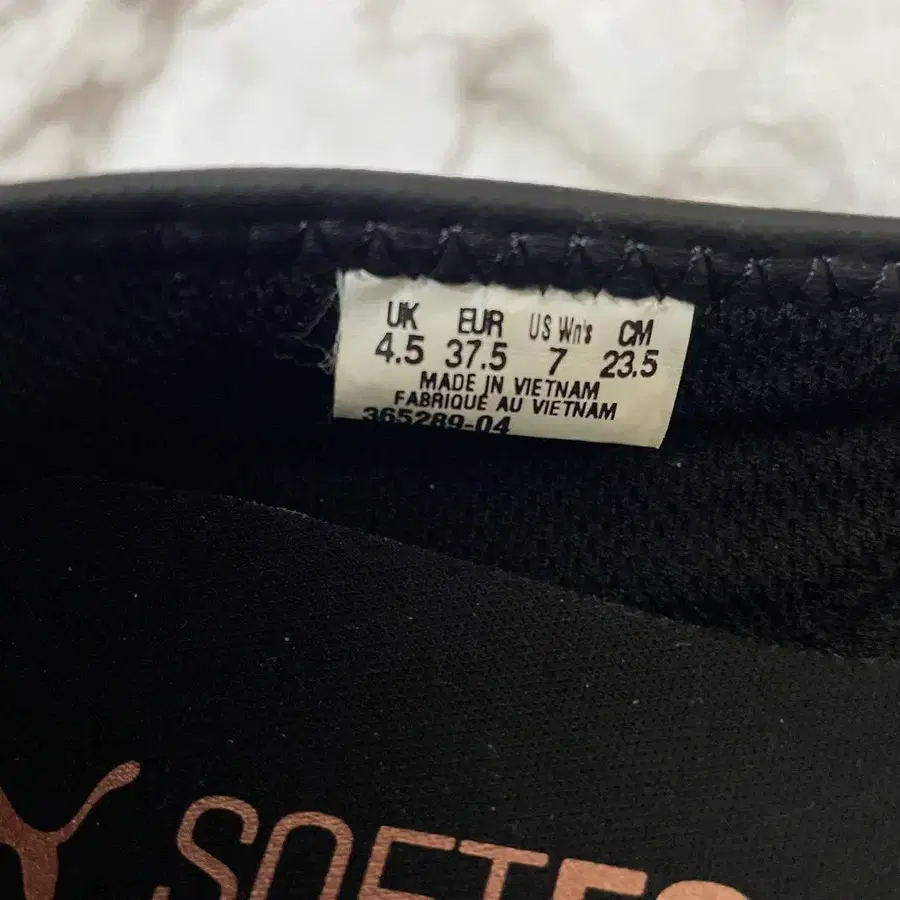 UK EUR US Wn's CM
4.5 37.5 7 23.5
MADE IN VIETNAM
FABRIQUE AU VIETNAM
365289-04
SOFTFO